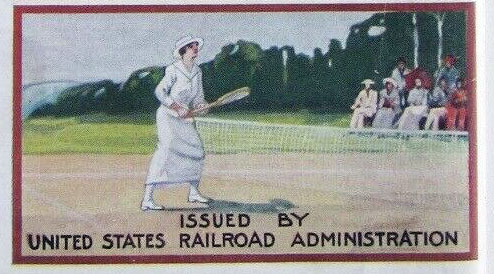 ISSUED BY
UNITED STATES RAILROAD ADMINISTRATION